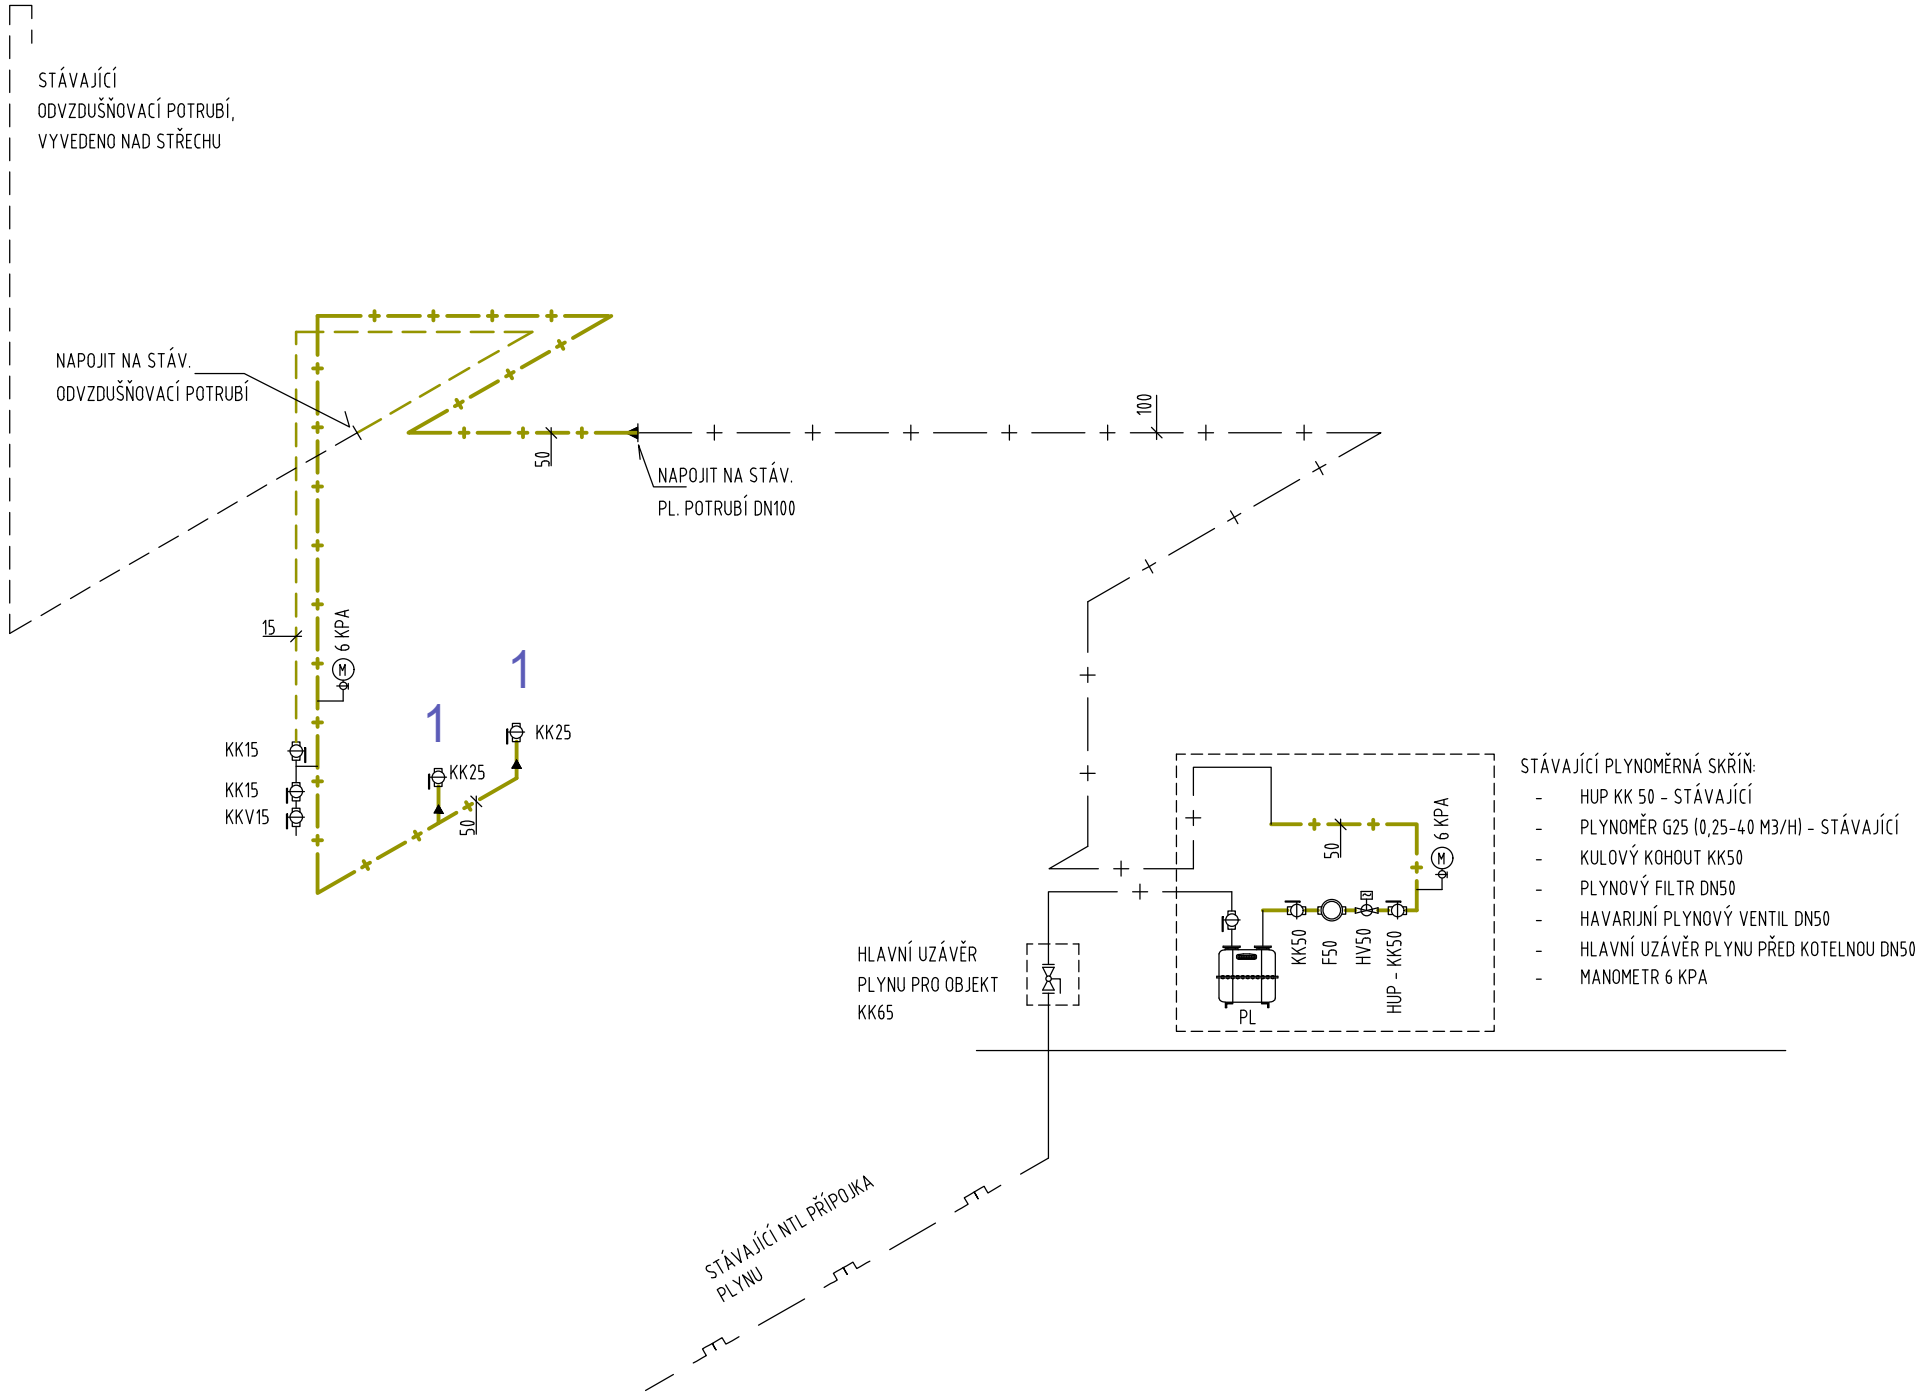 STÁVAJÍCÍ
ODVZDUŠŇOVACÍ POTRUBÍ,
VYVEDENO NAD STŘECHU
NAPOJIT NA STÁV.
ODVZDUŠŇOVACÍ POTRUBÍ
100
50
NAPOJIT NA STÁV.
PL. POTRUBÍ DN100
15
6 KPA
M
1
1
KK25
KK25
50
KK15
KK15
KKV15
STÁVAJÍCÍ PLYNOMĚRNÁ SKŘÍŇ:
- HUP KK 50 - STÁVAJÍCÍ
- PLYNOMĚR G25 (0,25-40 M3/H) - STÁVAJÍCÍ
- KULOVÝ KOHOUT KK50
- PLYNOVÝ FILTR DN50
- HAVARIJNÍ PLYNOVÝ VENTIL DN50
- HLAVNÍ UZÁVĚR PLYNU PŘED KOTELNOU DN50
- MANOMETR 6 KPA
50
6 KPA
M
KK50
F50
HV50
HUP - KK50
PL
HLAVNÍ UZÁVĚR
PLYNU PRO OBJEKT
KK65
STÁVAJÍCÍ NTL PŘÍPOJKA
PLYNU